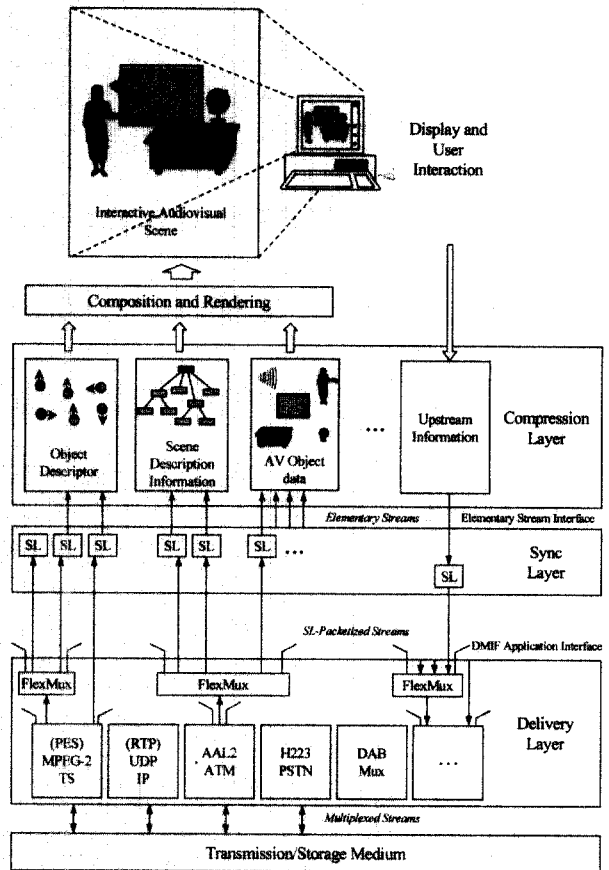 Display and
User
Interaction
Interactive Audiovisual
Scene
Composition and Rendering
Object
Descriptor
Scene
Description
Information
AV Object
data
...
Upstream
Information
Compression
Layer
Elementary Streams
Elementary Stream Interface
SL
SL
SL
SL
SL
SL
...
SL
Sync
Layer
SL-Packetized Streams
DMIF Application Interface
FlexMux
FlexMux
FlexMux
Delivery
Layer
(PES)
MPEG-2
TS
(RTP)
UDP
IP
AAL2
ATM
H223
PSTN
DAB
Mux
...
Multiplexed Streams
Transmission/Storage Medium